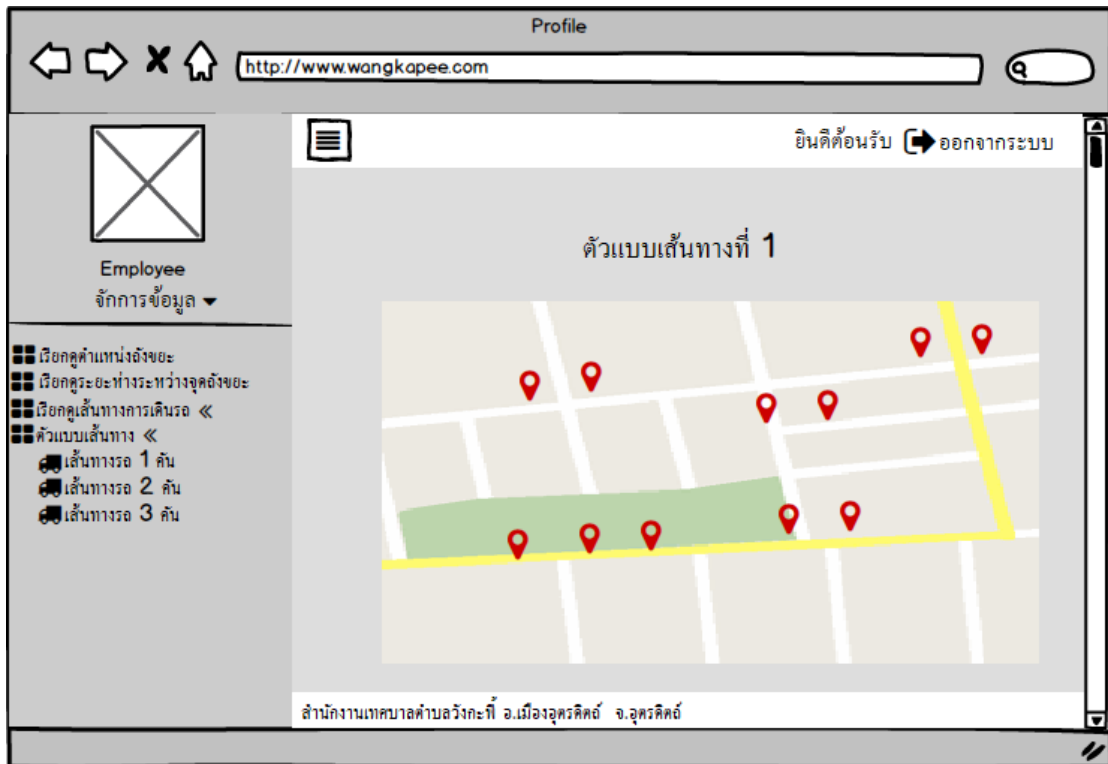 Profile
http://www.wangkapee.com
ยินดีต้อนรับ ออกจากระบบ
Employee
จักการข้อมูล
เรียกดูตำแหน่งถังขยะ
เรียกดูระยะห่างระหว่างจุดถังขยะ
เรียกดูเส้นทางการเดินรถ «
ตัวแบบเส้นทาง «
เส้นทางรถ 1 คัน
เส้นทางรถ 2 คัน
เส้นทางรถ 3 คัน
ตัวแบบเส้นทางที่ 1
สำนักงานเทศบาลตำบลวังกะพี้ อ.เมืองอุตรดิตถ์ จ.อุตรดิตถ์